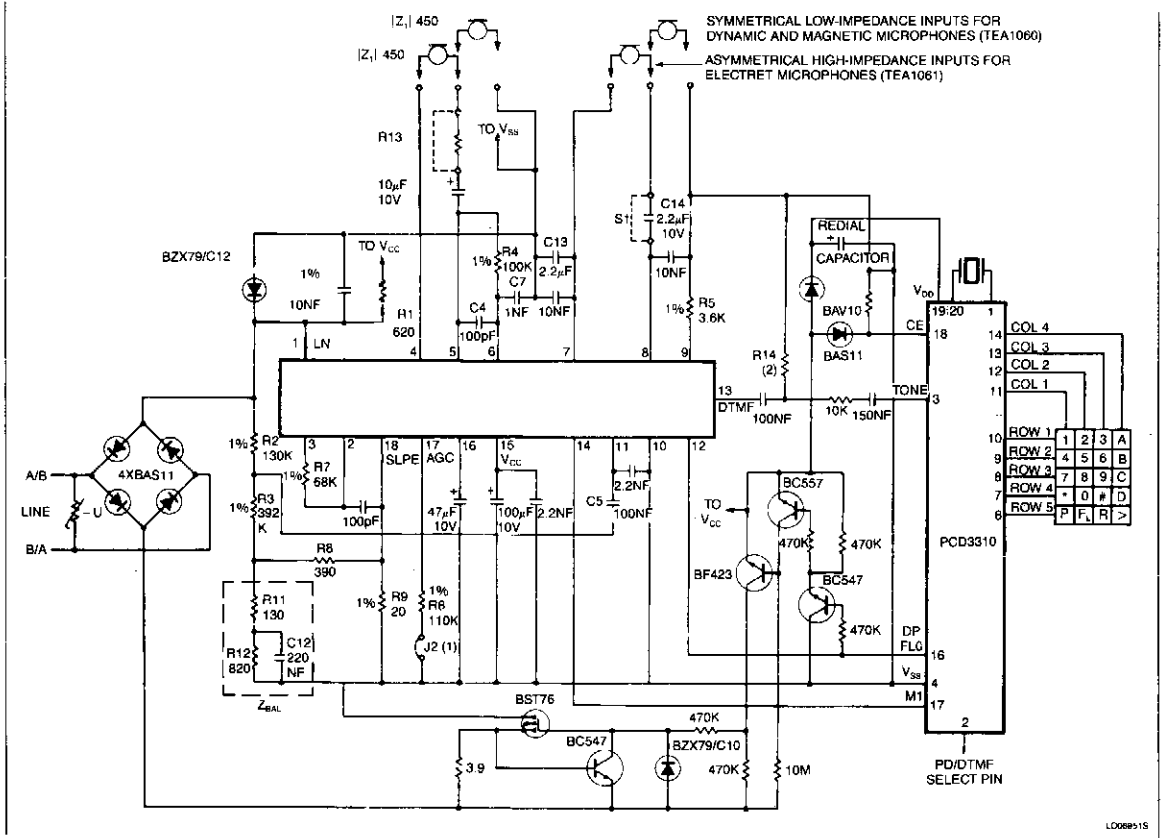 |Z₁| 450
SYMMETRICAL LOW-IMPEDANCE INPUTS FOR
DYNAMIC AND MAGNETIC MICROPHONES (TEA1060)
|Z₁| 450
ASYMMETRICAL HIGH-IMPEDANCE INPUTS FOR
ELECTRET MICROPHONES (TEA1061)
R13
TO VSS
10μF
10V
+
S1
C14
2.2μF
10V
REDIAL
+
CAPACITOR
BZX79/C12
1%
10NF
TO VCC
R1
620
R4
1%
100K
C13
2.2μF
C7
1NF
10NF
C4
100pF
10NF
1%
R5
3.6K
R14
(2)
BAV10
BAS11
VDD
19:20
1
CE
18
14
COL 4
13
COL 3
12
COL 2
11
COL 1
1
LN
4
5
6
7
8
9
13
DTMF
100NF
10K
150NF
TONE
3
3
2
18
SLPE
17
AGC
16
15
VCC
14
11
10
12
10
ROW 1
9
ROW 2
8
ROW 3
7
ROW 4
6
ROW 5
1 2 3 A
4 5 6 B
7 8 9 C
* 0 # D
P FL R >
4XBAS11
A/B
LINE
B/A
–U
1%
R2
130K
1%
R3
392
K
R7
1%
68K
100pF
47μF
10V
+
100μF
10V
+
2.2NF
C5
2.2NF
100NF
R8
390
1%
R9
20
1%
R6
110K
J2 (1)
TO
VCC
BC557
470K
470K
BF423
BC547
470K
PCD3310
R11
130
R12
820
C12
220
NF
ZBAL
DP
FL0
16
VSS
4
M1
17
2
PD/DTMF
SELECT PIN
BST76
3.9
BC547
BZX79/C10
470K
470K
10M
LD06951S